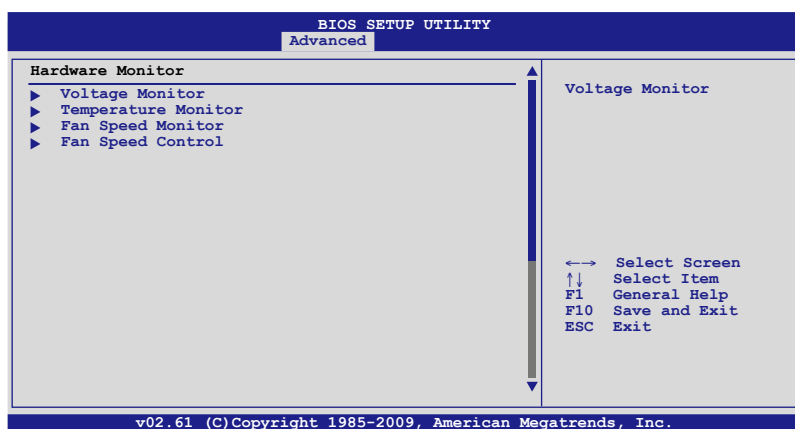 BIOS SETUP UTILITY
Advanced
Hardware Monitor
Voltage Monitor
Temperature Monitor
Fan Speed Monitor
Fan Speed Control
Voltage Monitor
←→ Select Screen
↑↓ Select Item
F1 General Help
F10 Save and Exit
ESC Exit
v02.61 (C)Copyright 1985-2009, American Megatrends, Inc.